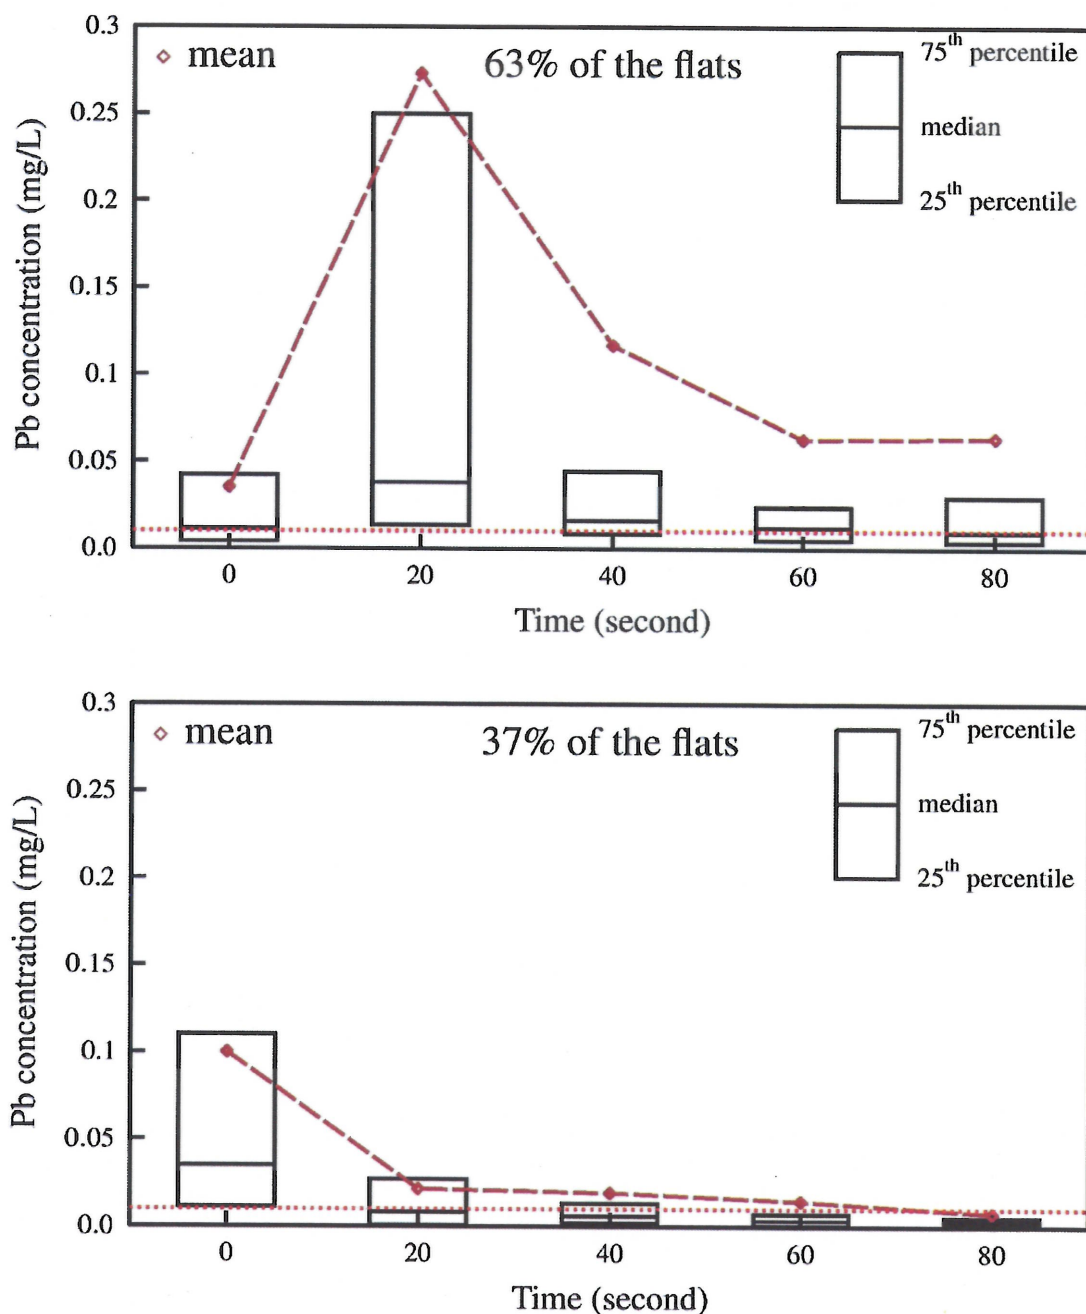 0.3
mean
63% of the flats
75th percentile
0.25
median
0.2
25th percentile
0.15
0.1
0.05
0.0
Pb concentration (mg/L)
0 20 40 60 80
Time (second)
0.3
mean
37% of the flats
75th percentile
0.25
median
0.2
25th percentile
0.15
0.1
0.05
0.0
Pb concentration (mg/L)
0 20 40 60 80
Time (second)